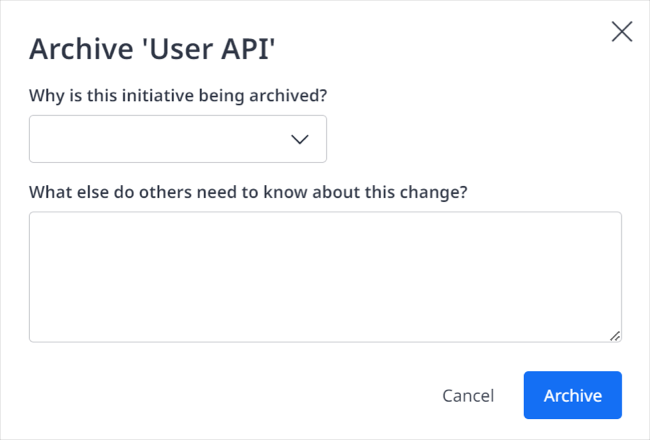 Archive 'User API'
Why is this initiative being archived?
What else do others need to know about this change?
Cancel
Archive